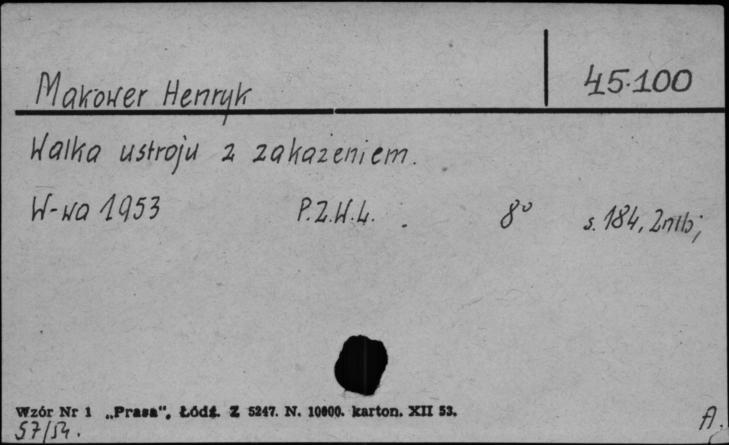 Makower Henryk
45.100
Walka ustroju z zakażeniem.
W-wa 1953 P.Z.W.L. 8° s. 184, 2nlb;
Wzór Nr 1 „Prasa", Łódź. Z 5247. N. 10000. karton. XII 53.
57/54.
A.